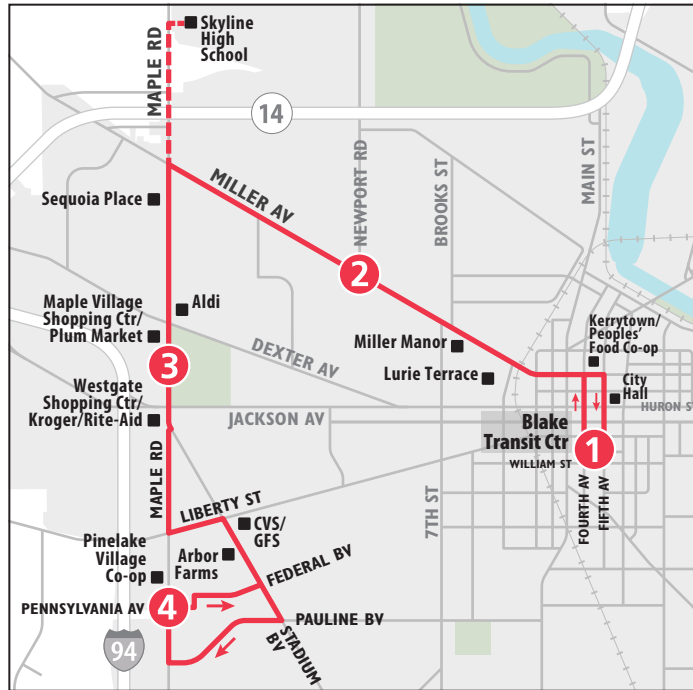 Skyline
High
School
MAPLE RD
14
MAIN ST
NEWPORT RD
BROOKS ST
MILLER AV
Sequoia Place
2
Aldi
Maple Village
Shopping Ctr/
Plum Market
DEXTER AV
Miller Manor
Kerrytown/
Peoples'
Food Co-op
3
Lurie Terrace
City
Hall
Westgate
Shopping Ctr/
Kroger/Rite-Aid
JACKSON AV
HURON ST
Blake
Transit Ctr
1
WILLIAM ST
MAPLE RD
LIBERTY ST
7TH ST
FOURTH AV
FIFTH AV
CVS/
GFS
Pinelake
Village
Co-op
Arbor
Farms
FEDERAL BV
PENNSYLVANIA AV
4
PAULINE BV
STADIUM
BV
94